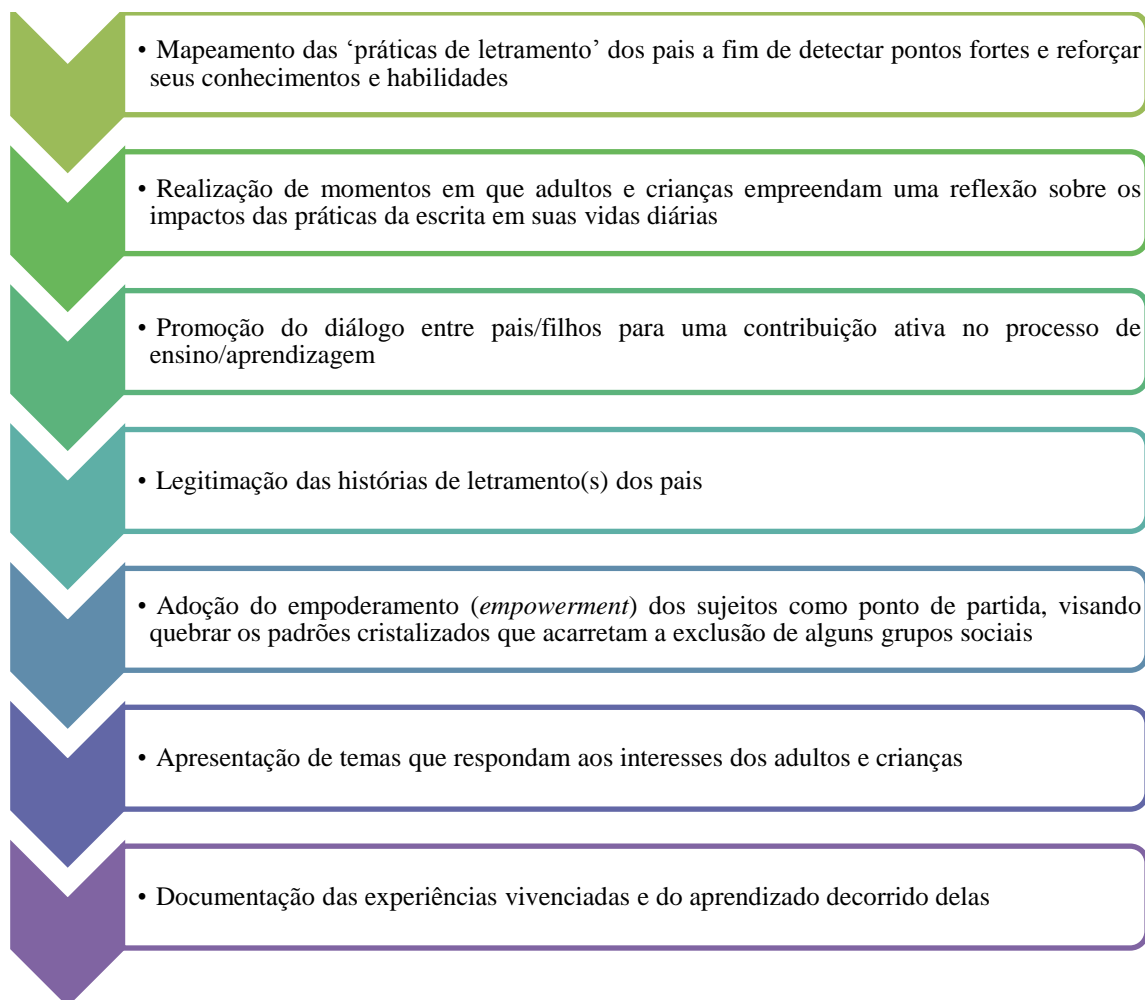 • Mapeamento das ‘práticas de letramento’ dos pais a fim de detectar pontos fortes e reforçar
seus conhecimentos e habilidades
• Realização de momentos em que adultos e crianças empreendam uma reflexão sobre os
impactos das práticas da escrita em suas vidas diárias
• Promoção do diálogo entre pais/filhos para uma contribuição ativa no processo de
ensino/aprendizagem
• Legitimação das histórias de letramento(s) dos pais
• Adoção do empoderamento (empowerment) dos sujeitos como ponto de partida, visando
quebrar os padrões cristalizados que acarretam a exclusão de alguns grupos sociais
• Apresentação de temas que respondam aos interesses dos adultos e crianças
• Documentação das experiências vivenciadas e do aprendizado decorrido delas